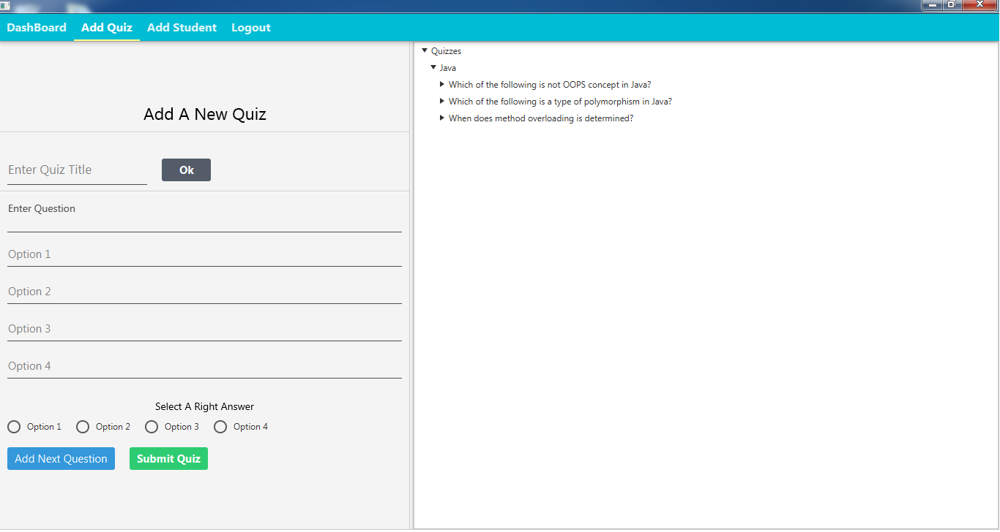 DashBoard Add Quiz Add Student Logout
Add A New Quiz
Enter Quiz Title Ok
Enter Question
Option 1
Option 2
Option 3
Option 4
Select A Right Answer
Option 1 Option 2 Option 3 Option 4
Add Next Question Submit Quiz
Quizzes
Java
Which of the following is not OOPS concept in Java?
Which of the following is a type of polymorphism in Java?
When does method overloading is determined?